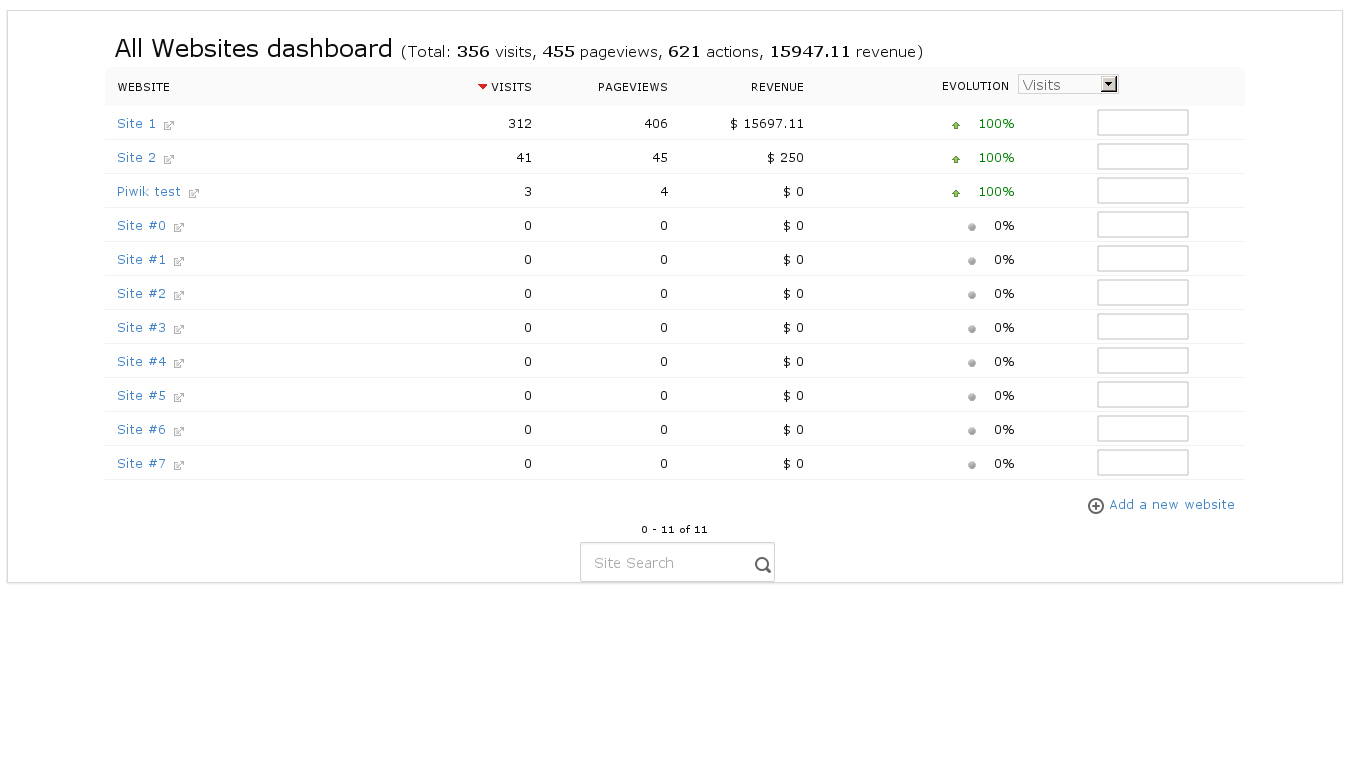 All Websites dashboard (Total: 356 visits, 455 pageviews, 621 actions, 15947.11 revenue)
WEBSITE VISITS PAGEVIEWS REVENUE EVOLUTION Visits
Site 1 312 406 $ 15697.11 100%
Site 2 41 45 $ 250 100%
Piwik test 3 4 $ 0 100%
Site #0 0 0 $ 0 0%
Site #1 0 0 $ 0 0%
Site #2 0 0 $ 0 0%
Site #3 0 0 $ 0 0%
Site #4 0 0 $ 0 0%
Site #5 0 0 $ 0 0%
Site #6 0 0 $ 0 0%
Site #7 0 0 $ 0 0%
Add a new website
0 - 11 of 11
Site Search